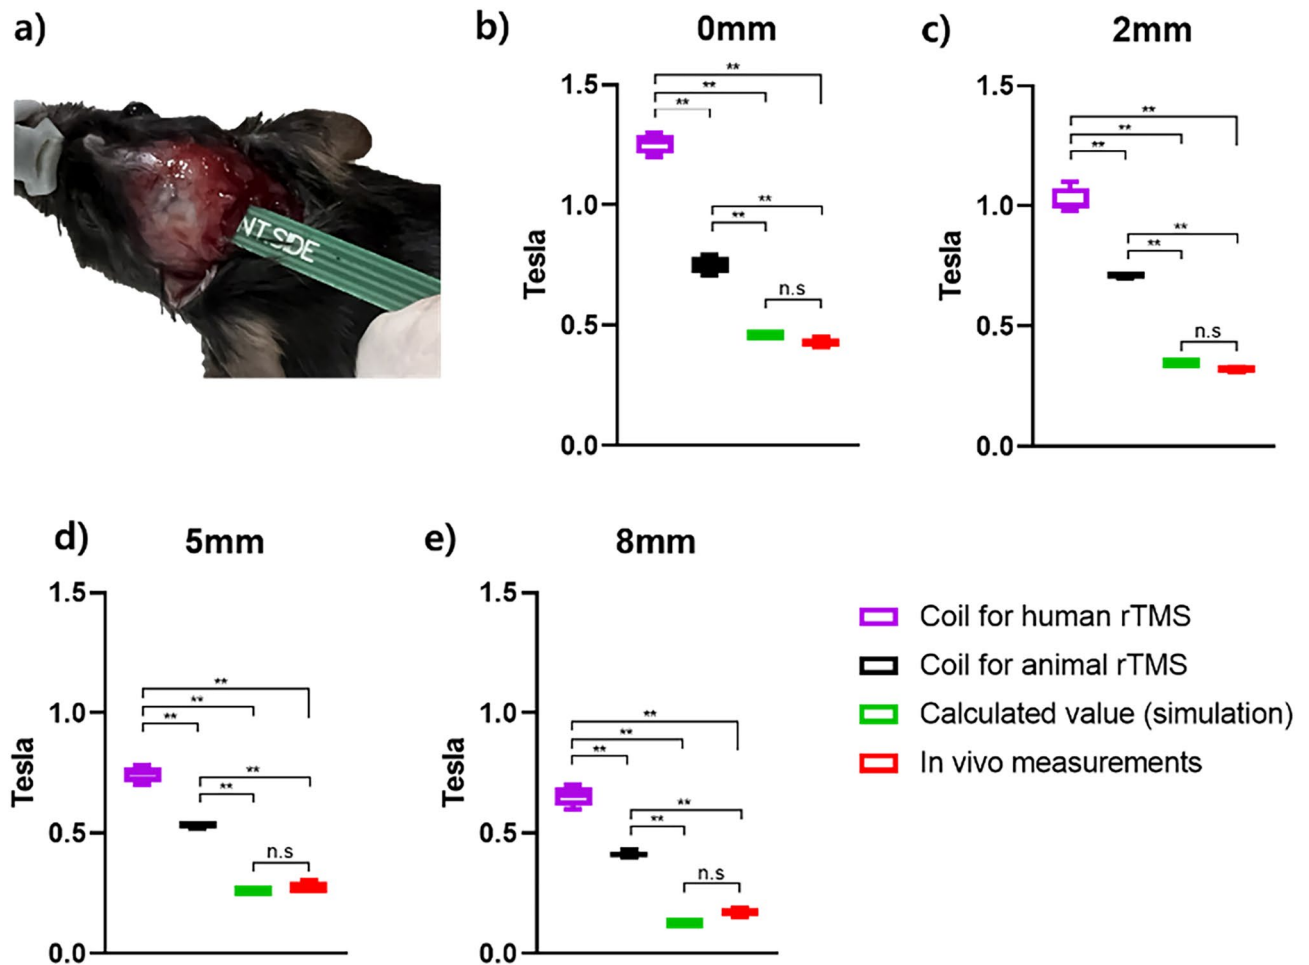 a)
NT SIDE
b)
0mm
Tesla
1.5
1.0
0.5
0.0
**
**
**
**
**
n.s
c)
2mm
Tesla
1.5
1.0
0.5
0.0
**
**
**
**
**
n.s
d)
5mm
Tesla
1.5
1.0
0.5
0.0
**
**
**
**
**
n.s
e)
8mm
Tesla
1.5
1.0
0.5
0.0
**
**
**
**
**
n.s
Coil for human rTMS
Coil for animal rTMS
Calculated value (simulation)
In vivo measurements